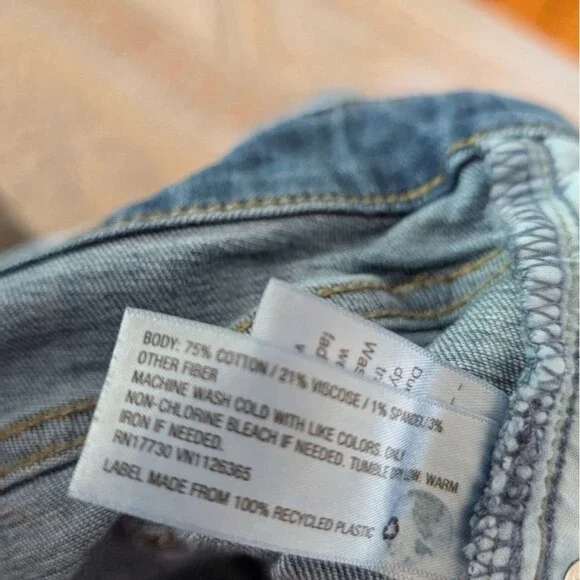 BODY: 75% COTTON / 21% VISCOSE / 1% SPANDEX / 3%
OTHER FIBER
MACHINE WASH COLD WITH LIKE COLORS. ONLY
NON-CHLORINE BLEACH IF NEEDED. TUMBLE DRY LOW. WARM
IRON IF NEEDED.
RN17730 VN1126365
LABEL MADE FROM 100% RECYCLED PLASTIC